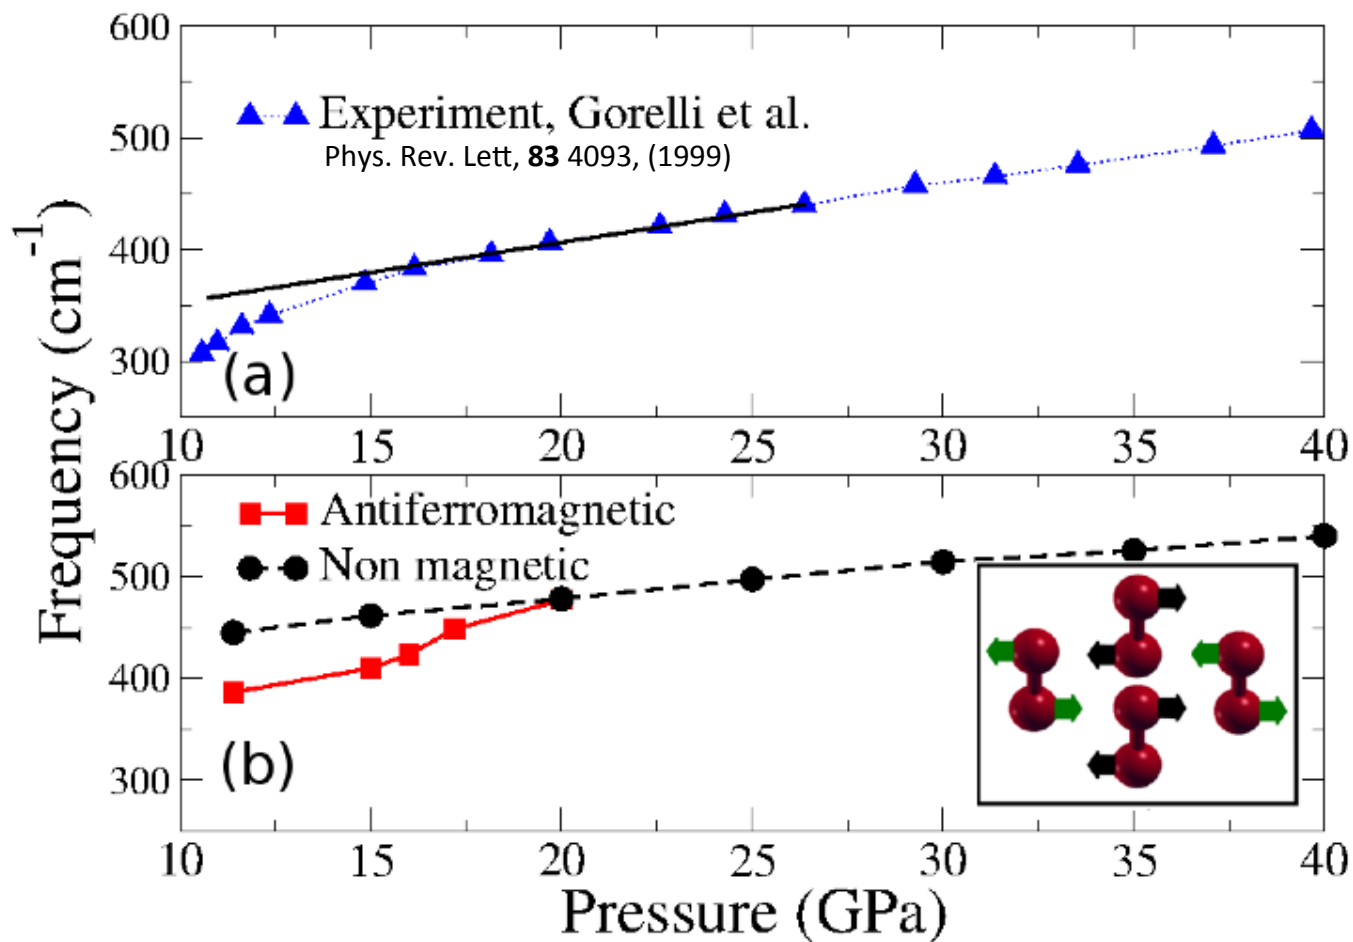 600
Experiment, Gorelli et al.
500
Phys. Rev. Lett, 83 4093, (1999)
400
300
(a)
10 15 20 25 30 35 40
Frequency (cm-1)
600
Antiferromagnetic
Non magnetic
500
400
300
(b)
10 15 20 25 30 35 40
Pressure (GPa)